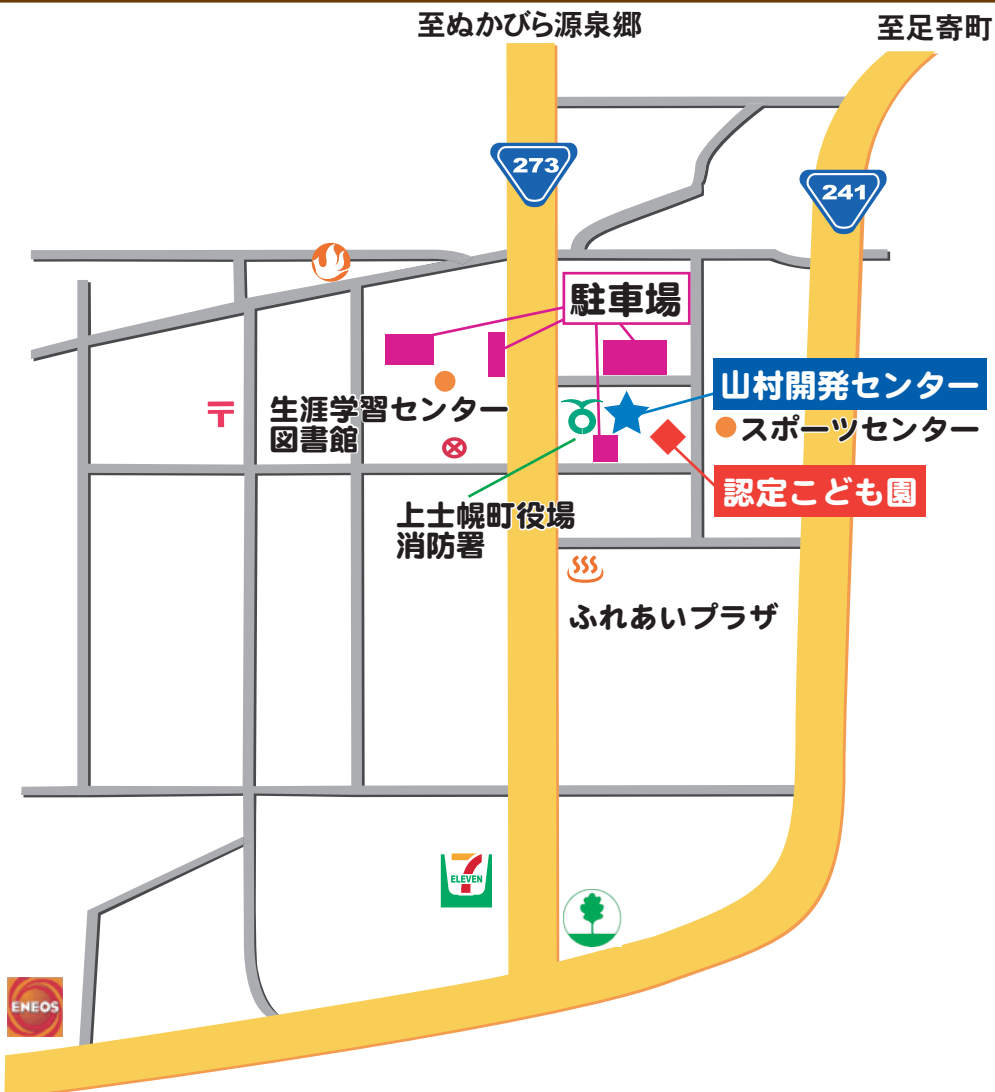 至ぬかびら源泉郷
至足寄町
273
241
駐車場
山村開発センター
スポーツセンター
生涯学習センター
図書館
認定こども園
上士幌町役場
消防署
ふれあいプラザ
7
ELEVEN
ENEOS